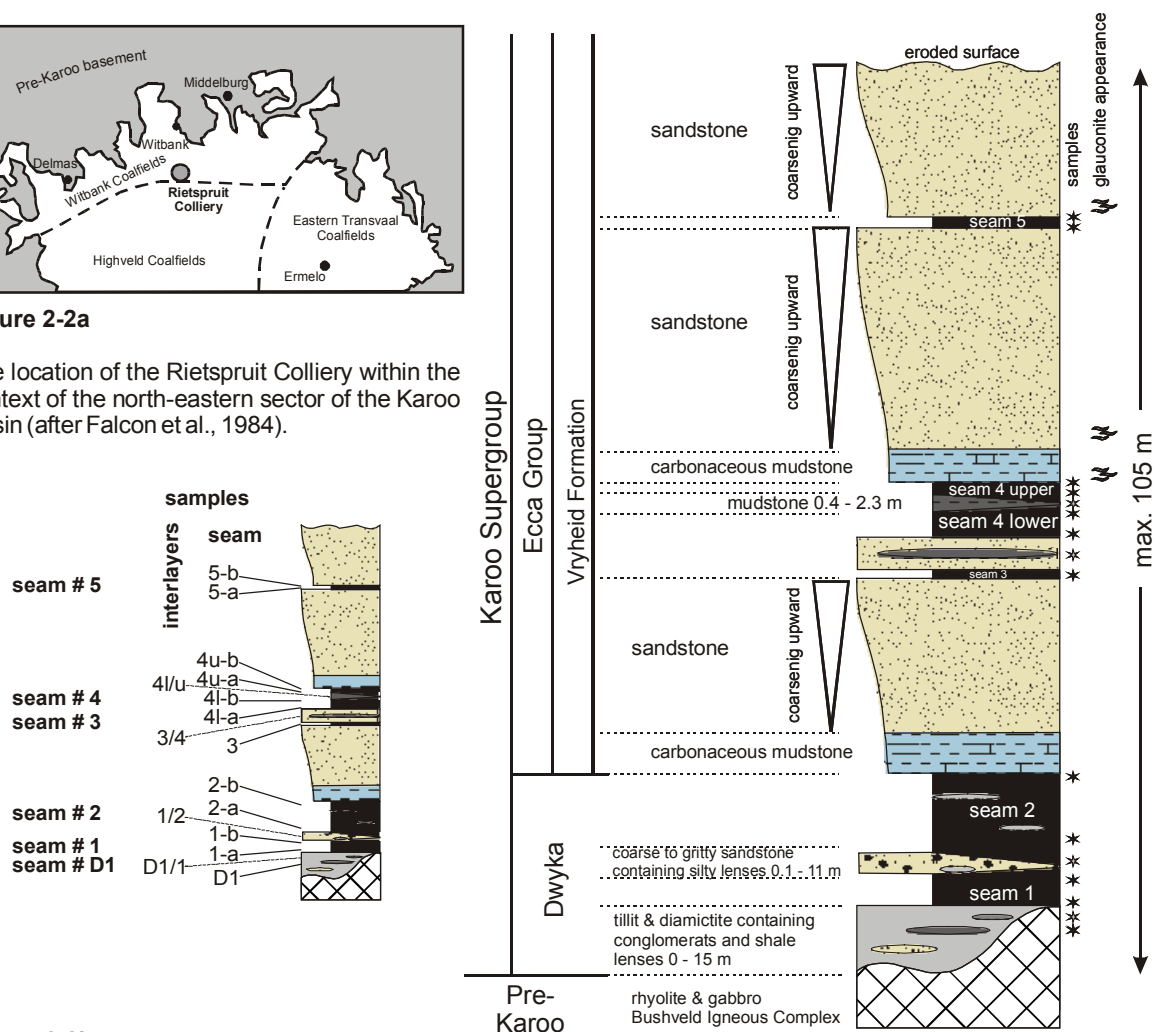 Pre-Karoo basement
Middelburg
Witbank
Delmas
Witbank Coalfields
Rietspruit
Colliery
Eastern Transvaal
Coalfields
Highveld Coalfields
Ermelo
ure 2-2a
e location of the Rietspruit Colliery within the
ntext of the north-eastern sector of the Karoo
sin (after Falcon et al., 1984).
samples
interlayers
seam
seam # 5
5-b
5-a
4u-b
4u-a
4l/u
seam # 4
4l-b
4l-a
seam # 3
3/4
3
2-b
seam # 2
2-a
1/2
1-b
seam # 1
1-a
seam # D1
D1/1
D1
Karoo Supergroup
Ecca Group
Vryheid Formation
Dwyka
Pre-
Karoo
eroded surface
samples
glauconite appearance
sandstone
coarsenig upward
seam 5
sandstone
coarsenig upward
max. 105 m
carbonaceous mudstone
seam 4 upper
mudstone 0.4 - 2.3 m
seam 4 lower
seam 3
sandstone
coarsenig upward
carbonaceous mudstone
seam 2
coarse to gritty sandstone
containing silty lenses 0.1 - 11 m
seam 1
tillit & diamictite containing
conglomerats and shale
lenses 0 - 15 m
rhyolite & gabbro
Bushveld Igneous Complex